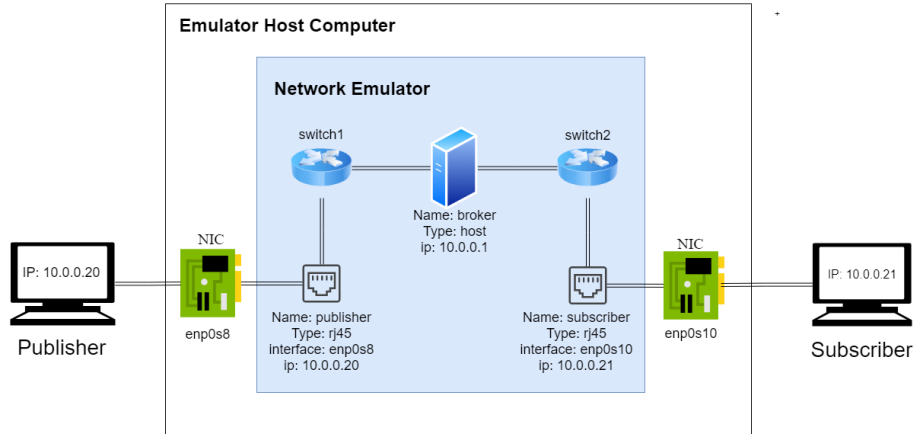 Emulator Host Computer
Network Emulator
switch1
switch2
Name: broker
Type: host
ip: 10.0.0.1
NIC
NIC
IP: 10.0.0.20
IP: 10.0.0.21
enp0s8
enp0s10
Name: publisher
Type: rj45
interface: enp0s8
ip: 10.0.0.20
Name: subscriber
Type: rj45
interface: enp0s10
ip: 10.0.0.21
Publisher
Subscriber